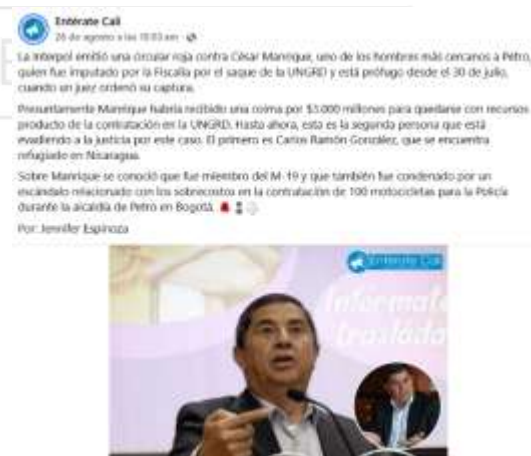 Entérate Cali
26 de agosto a las 10:03 am
La Interpol emitió una circular roja contra César Manrique, uno de los hombres más cercanos a Petro,
quien fue imputado por la Fiscalía por el saque de la UNGRD y está prófugo desde el 30 de julio,
cuando un juez ordenó su captura.
Presuntamente Manrique habría recibido una coima por $3.000 millones para quedarse con recursos
producto de la contratación en la UNGRD. Hasta ahora, esta es la segunda persona que está
evadiendo a la justicia por este caso. El primero es Carlos Ramón González, que se encuentra
refugiado en Nicaragua.
Sobre Manrique se conoció que fue miembro del M-19 y que también fue condenado por un
escándalo relacionado con los sobrecostos en la contratación de 100 motocicletas para la Policía
durante la alcaldía de Petro en Bogotá.
Por: Jennifer Espinoza
Entérate Cali